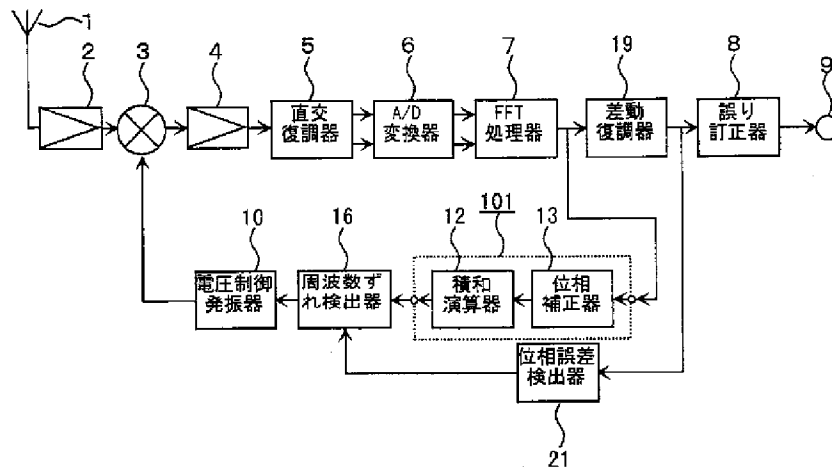 1
2
3
4
5
6
7
19
8
9
直交
復調器
A/D
変換器
FFT
処理器
差動
復調器
誤り
訂正器
10
16
101
12
13
電圧制御
発振器
周波数ず
れ検出器
積和
演算器
位相
補正器
位相誤差
検出器
21